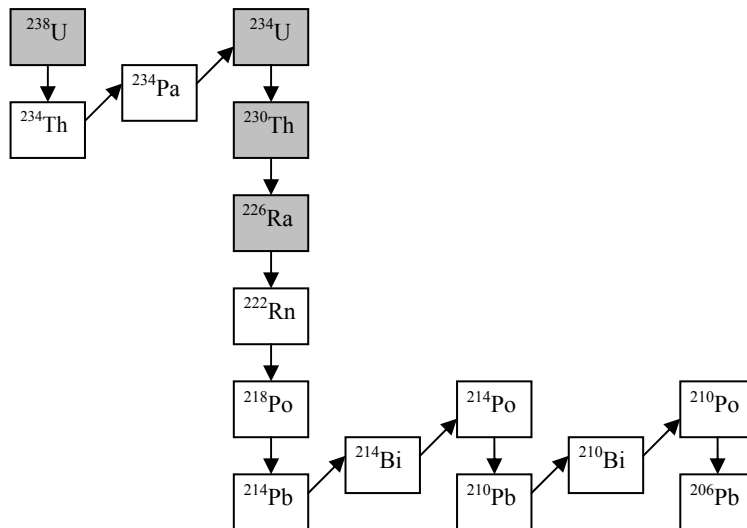 ²³⁸U
²³⁴U
²³⁴Pa
²³⁴Th
²³⁰Th
²²⁶Ra
²²²Rn
²¹⁸Po
²¹⁴Po
²¹⁰Po
²¹⁴Bi
²¹⁰Bi
²¹⁴Pb
²¹⁰Pb
²⁰⁶Pb